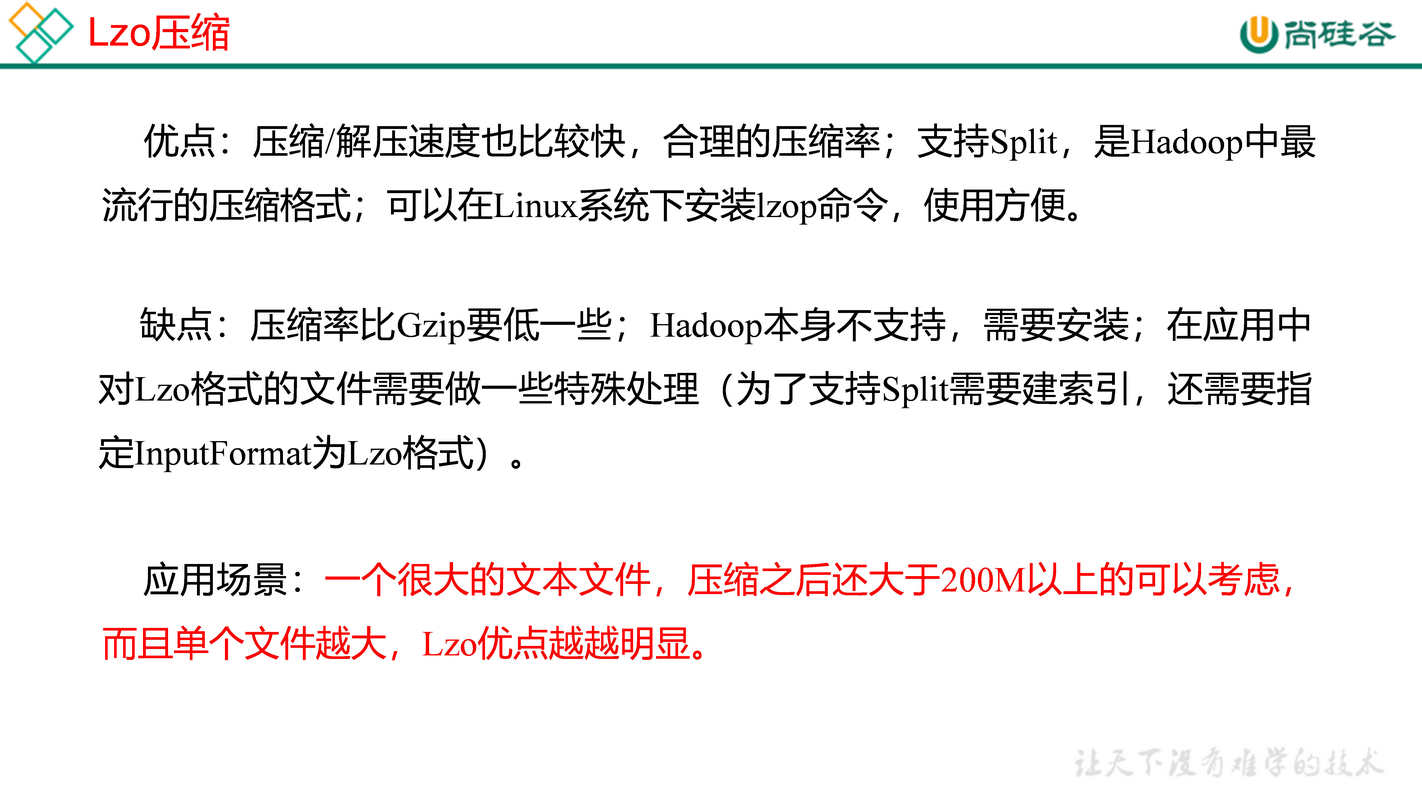 Lzo压缩
尚硅谷
优点：压缩/解压速度也比较快，合理的压缩率；支持Split，是Hadoop中最
流行的压缩格式；可以在Linux系统下安装lzop命令，使用方便。
缺点：压缩率比Gzip要低一些；Hadoop本身不支持，需要安装；在应用中
对Lzo格式的文件需要做一些特殊处理（为了支持Split需要建索引，还需要指
定InputFormat为Lzo格式）。
应用场景：一个很大的文本文件，压缩之后还大于200M以上的可以考虑，
而且单个文件越大，Lzo优点越越明显。
让天下没有难学的技术